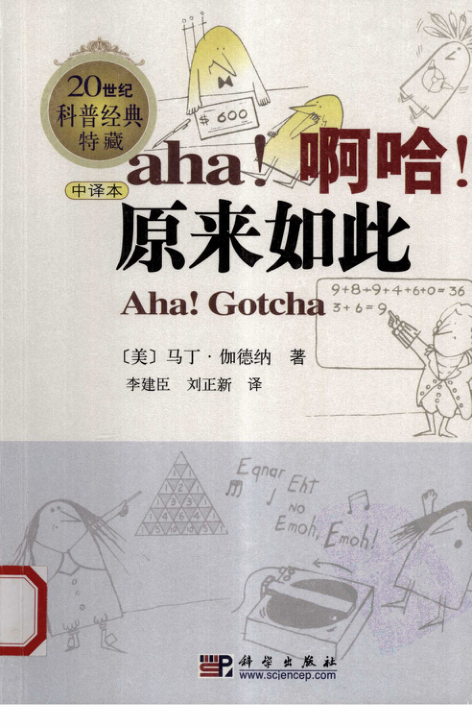 20世纪
科普经典
特藏
$ 600
aha! 啊哈!
中译本
原来如此
Aha! Gotcha
9+8+9+4+6+0=36
3+6=9
〔美〕马丁·伽德纳 著
李建臣 刘正新 译
Eqnar Eht
NO
Emoh, Emoh!
科学出版社
www.sciencep.com